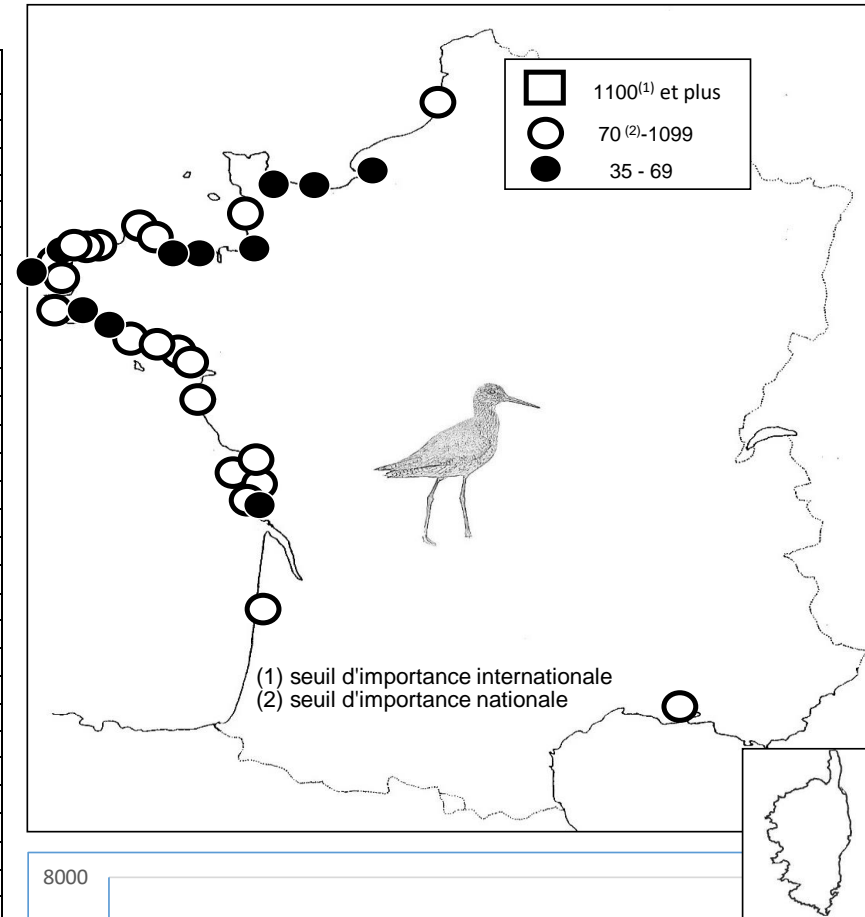 1100(1) et plus
70 (2)-1099
35 - 69
(1) seuil d'importance internationale
(2) seuil d'importance nationale
8000